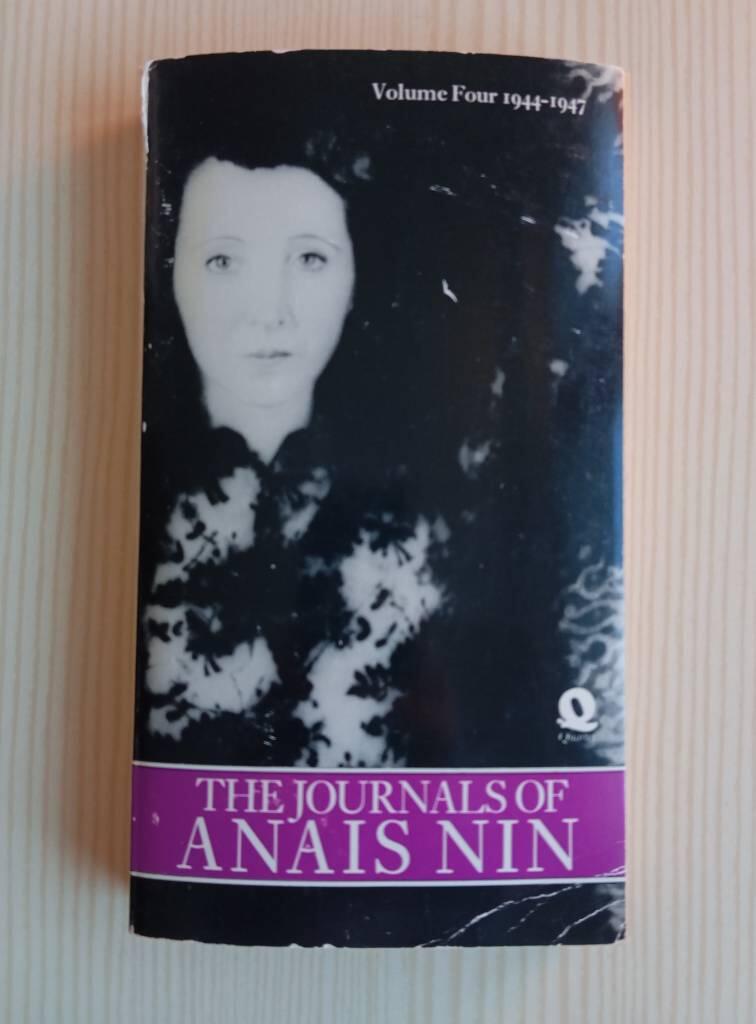 Volume Four 1944-1947
Q
THE JOURNALS OF
ANAIS NIN